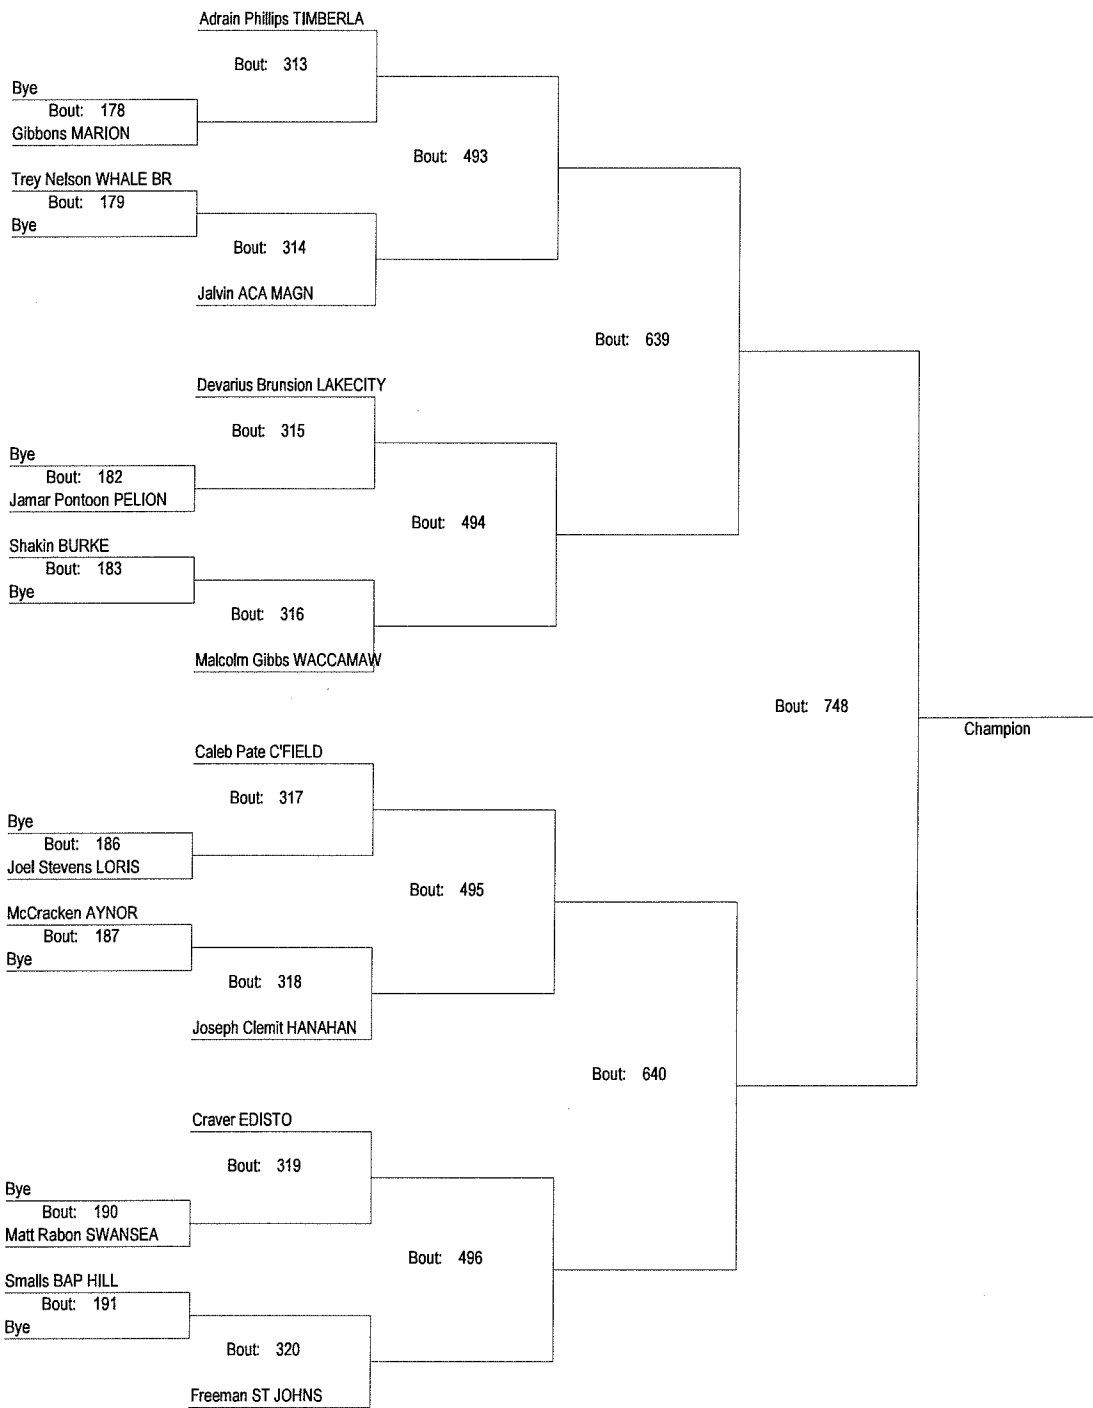 Adrain Phillips TIMBERLA
Bout: 313
Bye
Bout: 178
Gibbons MARION
Bout: 493
Trey Nelson WHALE BR
Bout: 179
Bye
Bout: 314
Jalvin ACA MAGN
Bout: 639
Devarius Brunsion LAKECITY
Bout: 315
Bye
Bout: 182
Jamar Pontoon PELION
Bout: 494
Shakin BURKE
Bout: 183
Bye
Bout: 316
Malcolm Gibbs WACCAMAW
Bout: 748
Champion
Caleb Pate C'FIELD
Bout: 317
Bye
Bout: 186
Joel Stevens LORIS
Bout: 495
McCracken AYNOR
Bout: 187
Bye
Bout: 318
Joseph Clemit HANAHAN
Bout: 640
Craver EDISTO
Bout: 319
Bye
Bout: 190
Matt Rabon SWANSEA
Bout: 496
Smalls BAP HILL
Bout: 191
Bye
Bout: 320
Freeman ST JOHNS